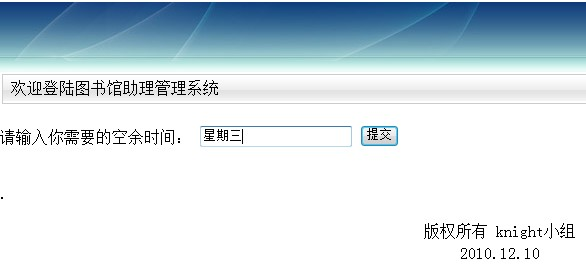 欢迎登陆图书馆助理管理系统
请输入你需要的空余时间： 星期三 提交
.
版权所有 knight小组
2010.12.10